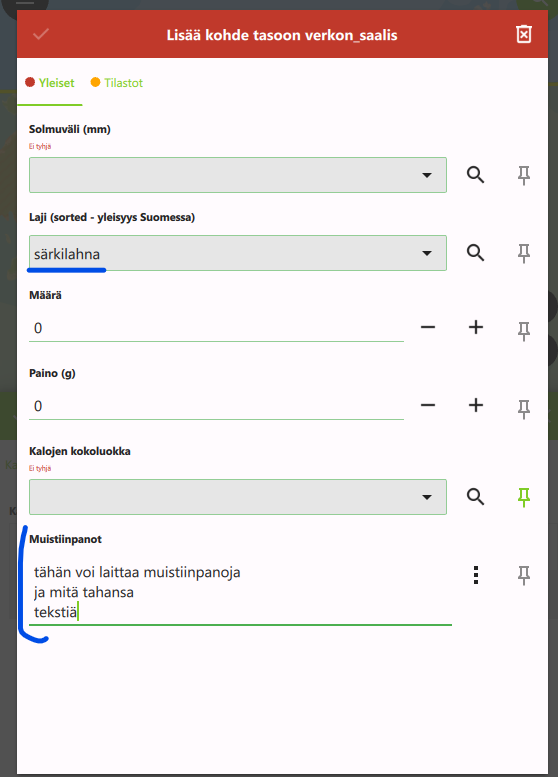 Lisää kohde tasoon verkon_saalis
Yleiset
Tilastot
Solmuväli (mm)
Ei tyhjä
Laji (sorted - yleisyys Suomessa)
särkilahna
Määrä
0
Paino (g)
0
Kalojen kokoluokka
Ei tyhjä
Muistiinpanot
tähän voi laittaa muistiinpanoja
ja mitä tahansa
tekstiä